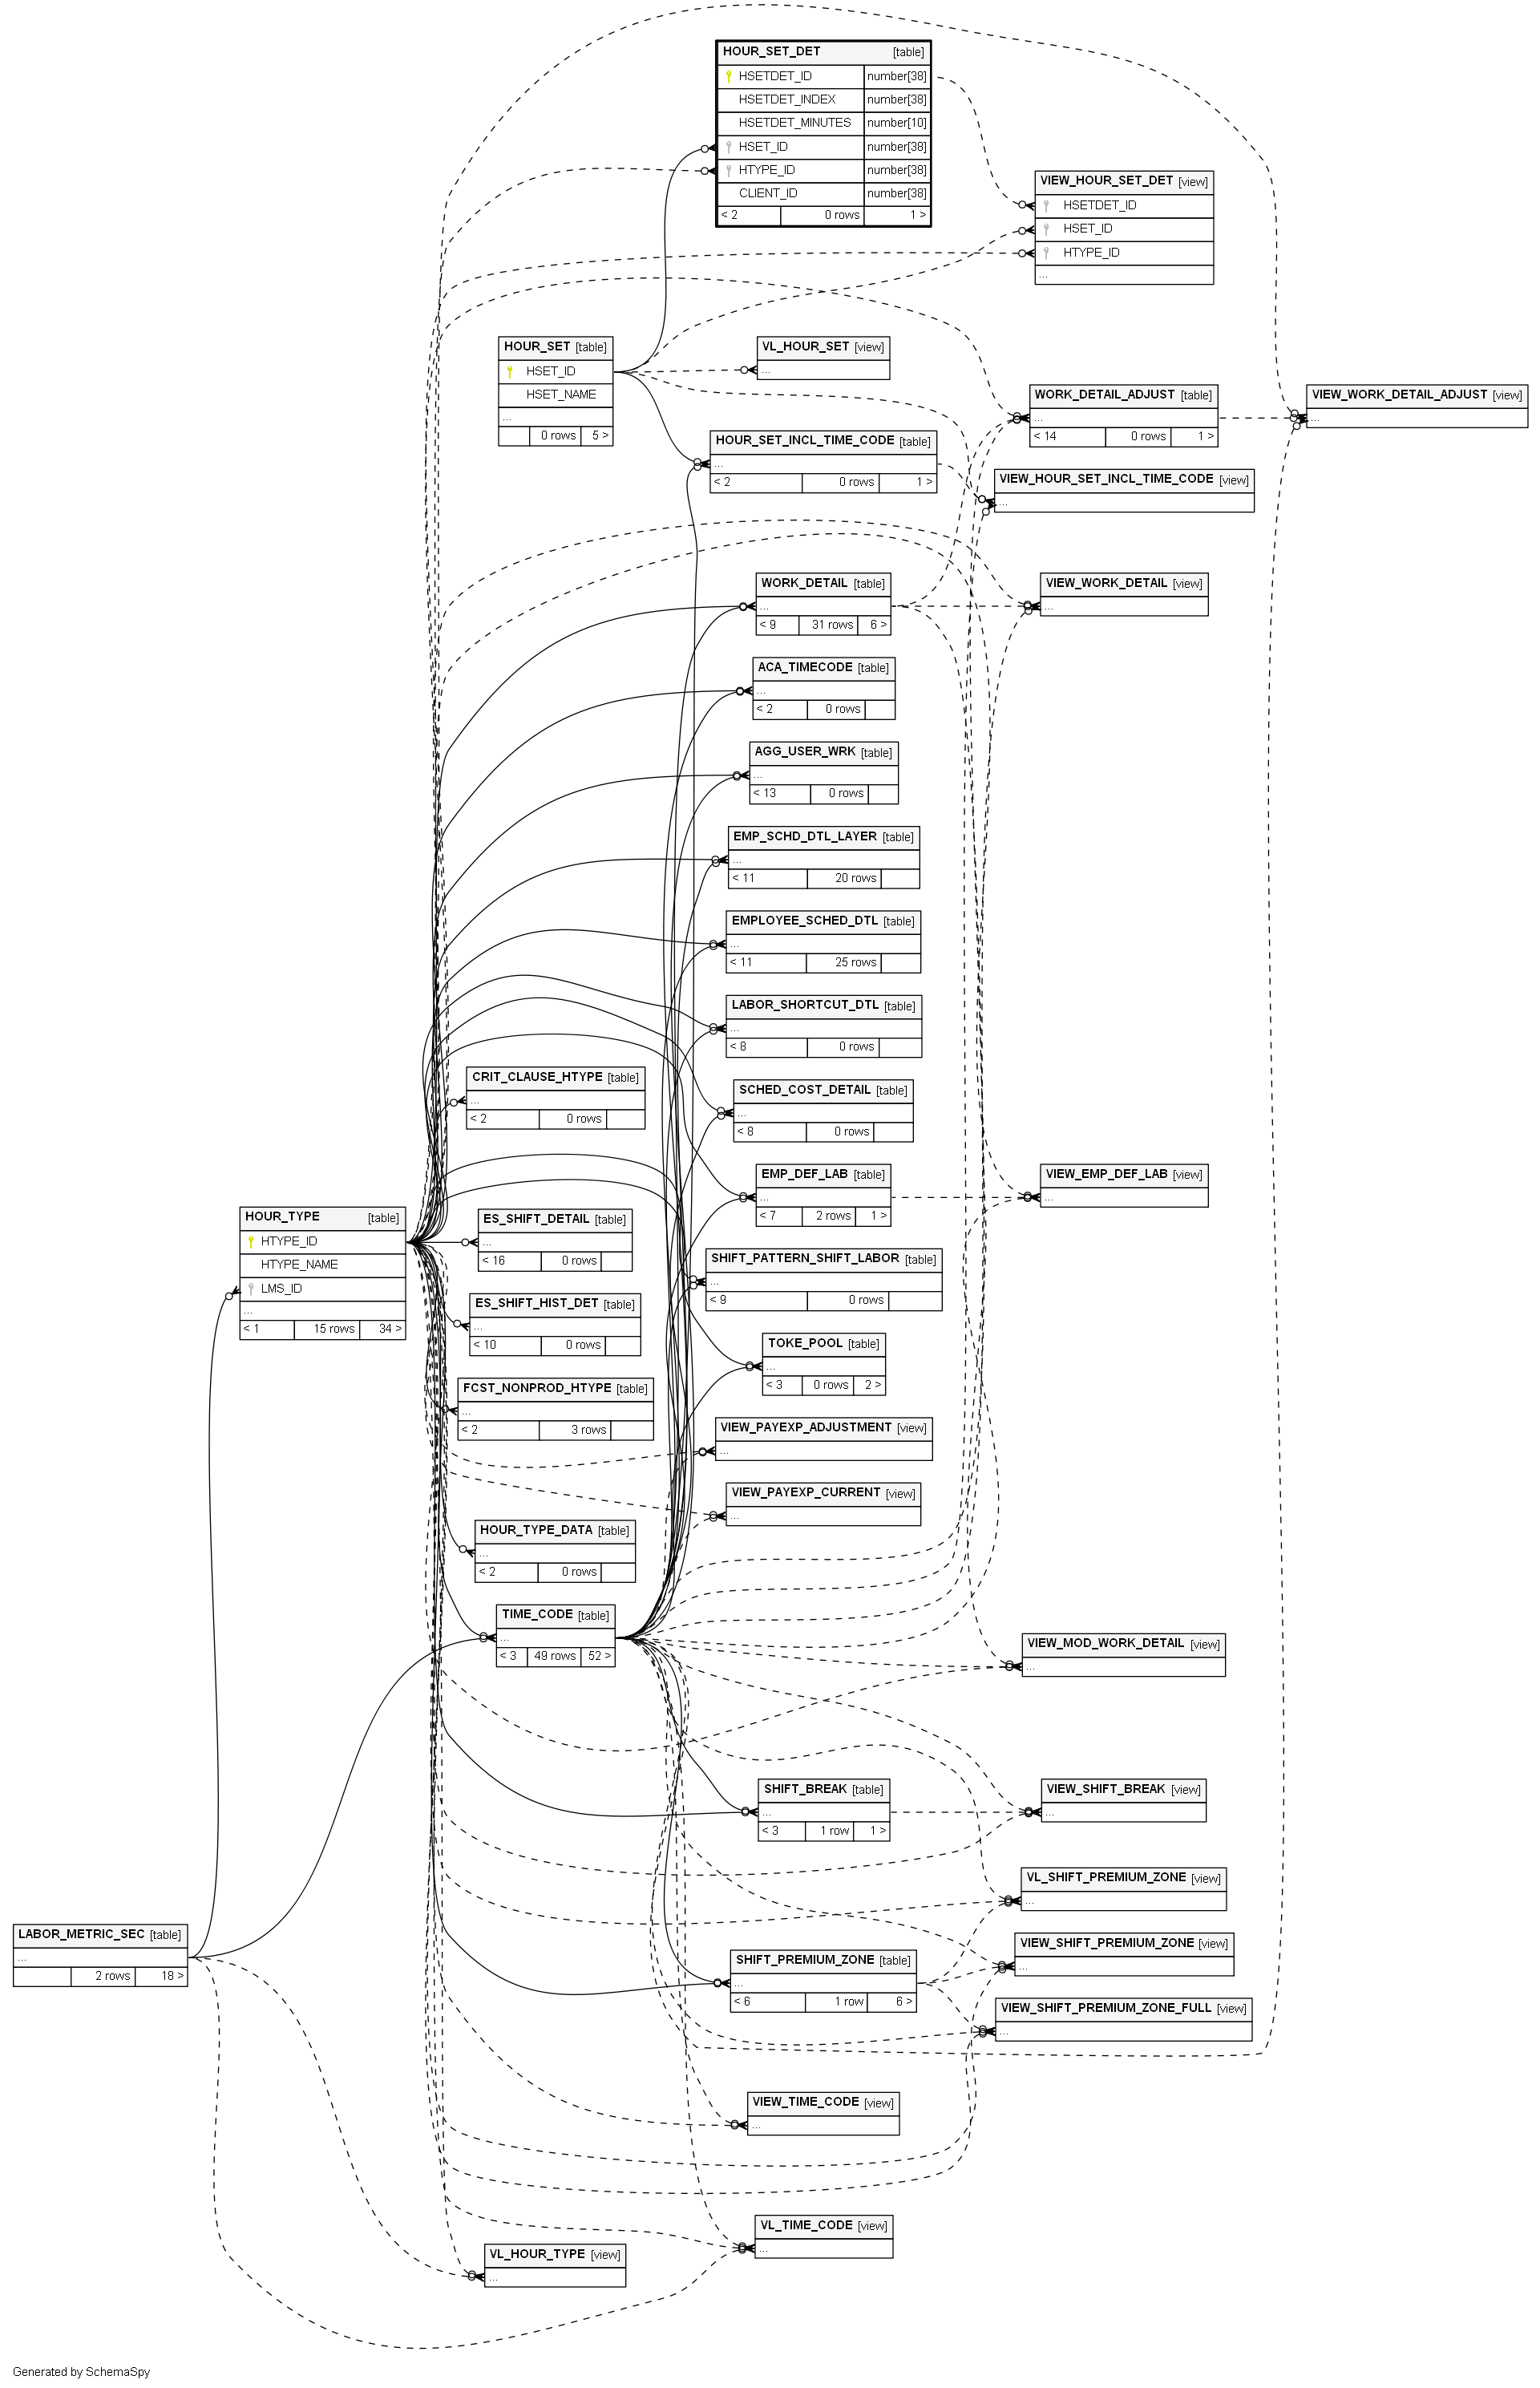 HOUR_SET_DET [table]
HSETDET_ID number[38]
HSETDET_INDEX number[38]
HSETDET_MINUTES number[10]
HSET_ID number[38]
HTYPE_ID number[38]
CLIENT_ID number[38]
< 2 0 rows 1 >
VIEW_HOUR_SET_DET [view]
HSETDET_ID
HSET_ID
HTYPE_ID
...
HOUR_SET [table]
HSET_ID
HSET_NAME
...
0 rows 5 >
VL_HOUR_SET [view]
...
WORK_DETAIL_ADJUST [table]
...
< 14 0 rows 1 >
VIEW_WORK_DETAIL_ADJUST [view]
...
HOUR_SET_INCL_TIME_CODE [table]
...
< 2 0 rows 1 >
VIEW_HOUR_SET_INCL_TIME_CODE [view]
...
WORK_DETAIL [table]
...
< 9 31 rows 6 >
VIEW_WORK_DETAIL [view]
...
ACA_TIMECODE [table]
...
< 2 0 rows
AGG_USER_WRK [table]
...
< 13 0 rows
EMP_SCHD_DTL_LAYER [table]
...
< 11 20 rows
EMPLOYEE_SCHED_DTL [table]
...
< 11 25 rows
LABOR_SHORTCUT_DTL [table]
...
< 8 0 rows
CRIT_CLAUSE_HTYPE [table]
...
< 2 0 rows
SCHED_COST_DETAIL [table]
...
< 8 0 rows
EMP_DEF_LAB [table]
...
< 7 2 rows 1 >
VIEW_EMP_DEF_LAB [view]
...
HOUR_TYPE [table]
HTYPE_ID
HTYPE_NAME
LMS_ID
...
< 1 15 rows 34 >
ES_SHIFT_DETAIL [table]
...
< 16 0 rows
SHIFT_PATTERN_SHIFT_LABOR [table]
...
< 9 0 rows
ES_SHIFT_HIST_DET [table]
...
< 10 0 rows
TOKE_POOL [table]
...
< 3 0 rows 2 >
FCST_NONPROD_HTYPE [table]
...
< 2 3 rows
VIEW_PAYEXP_ADJUSTMENT [view]
...
VIEW_PAYEXP_CURRENT [view]
...
HOUR_TYPE_DATA [table]
...
< 2 0 rows
TIME_CODE [table]
...
< 3 49 rows 52 >
VIEW_MOD_WORK_DETAIL [view]
...
SHIFT_BREAK [table]
...
< 3 1 row 1 >
VIEW_SHIFT_BREAK [view]
...
VL_SHIFT_PREMIUM_ZONE [view]
...
LABOR_METRIC_SEC [table]
...
2 rows 18 >
VIEW_SHIFT_PREMIUM_ZONE [view]
...
SHIFT_PREMIUM_ZONE [table]
...
< 6 1 row 6 >
VIEW_SHIFT_PREMIUM_ZONE_FULL [view]
...
VIEW_TIME_CODE [view]
...
VL_TIME_CODE [view]
...
VL_HOUR_TYPE [view]
...
Generated by SchemaSpy